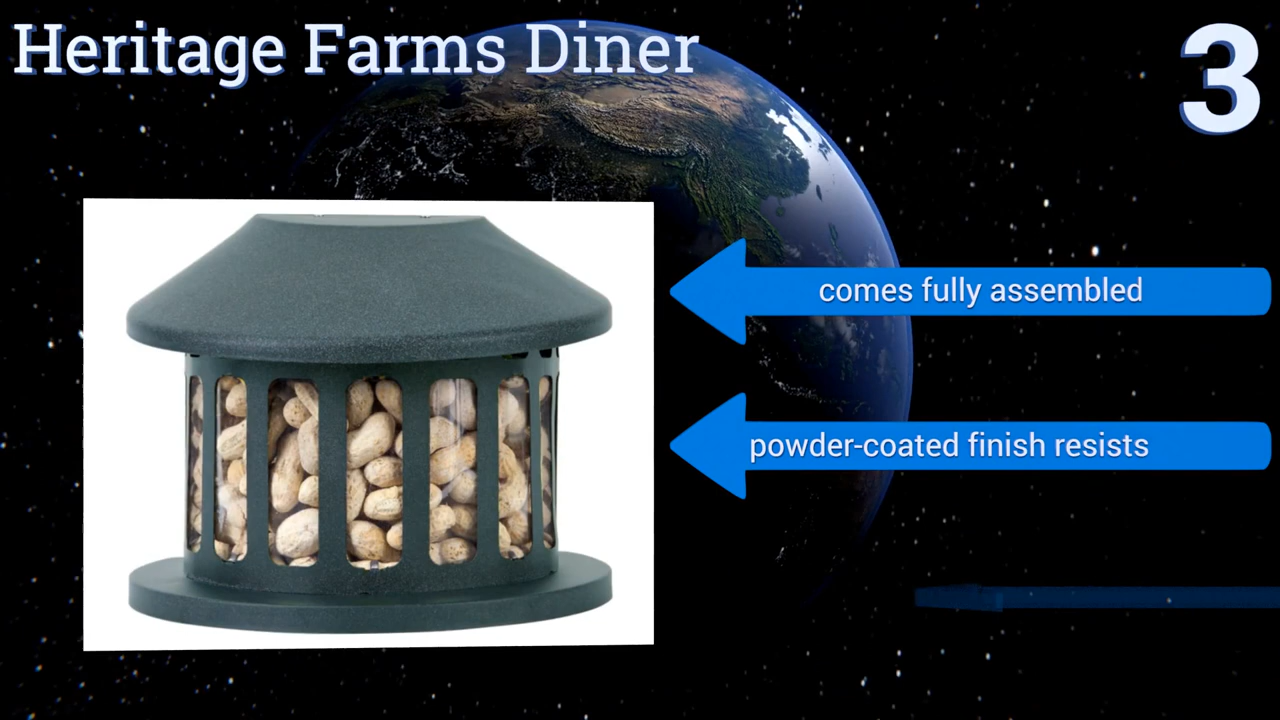 Heritage Farms Diner
3
comes fully assembled
powder-coated finish resists